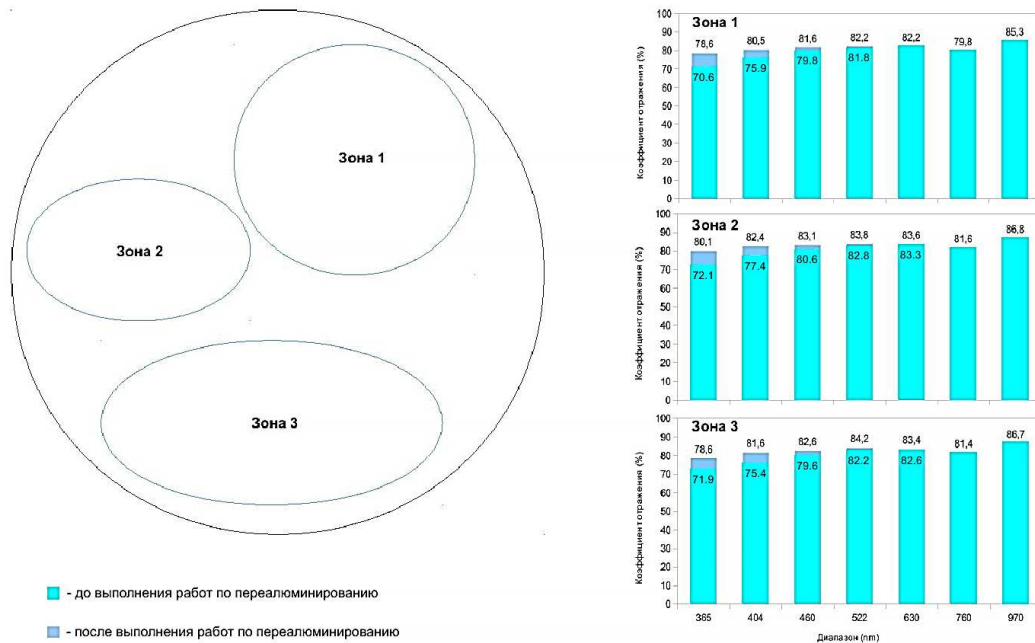 Зона 1
Зона 2
Зона 3
- до выполнения работ по переалюминированию
- после выполнения работ по переалюминированию
Зона 1
Коэффициент отражения (%)
100
90
80
70
60
50
40
30
20
10
0
78,6 80,5 81,6 82,2 82,2 79,8 85,3
70.6 75.9 79.8 81.8
Зона 2
Коэффициент отражения (%)
100
90
80
70
60
50
40
30
20
10
0
80,1 82,4 83,1 83,8 83,6 81,6 86,8
72.1 77.4 80.6 82.8 83.3
Зона 3
Коэффициент отражения (%)
100
90
80
70
60
50
40
30
20
10
0
78,6 81,6 82,6 84,2 83,4 81,4 86,7
71.9 75.4 79.6 82.2 82.6
365 404 460 522 630 760 970
Диапазон (nm)